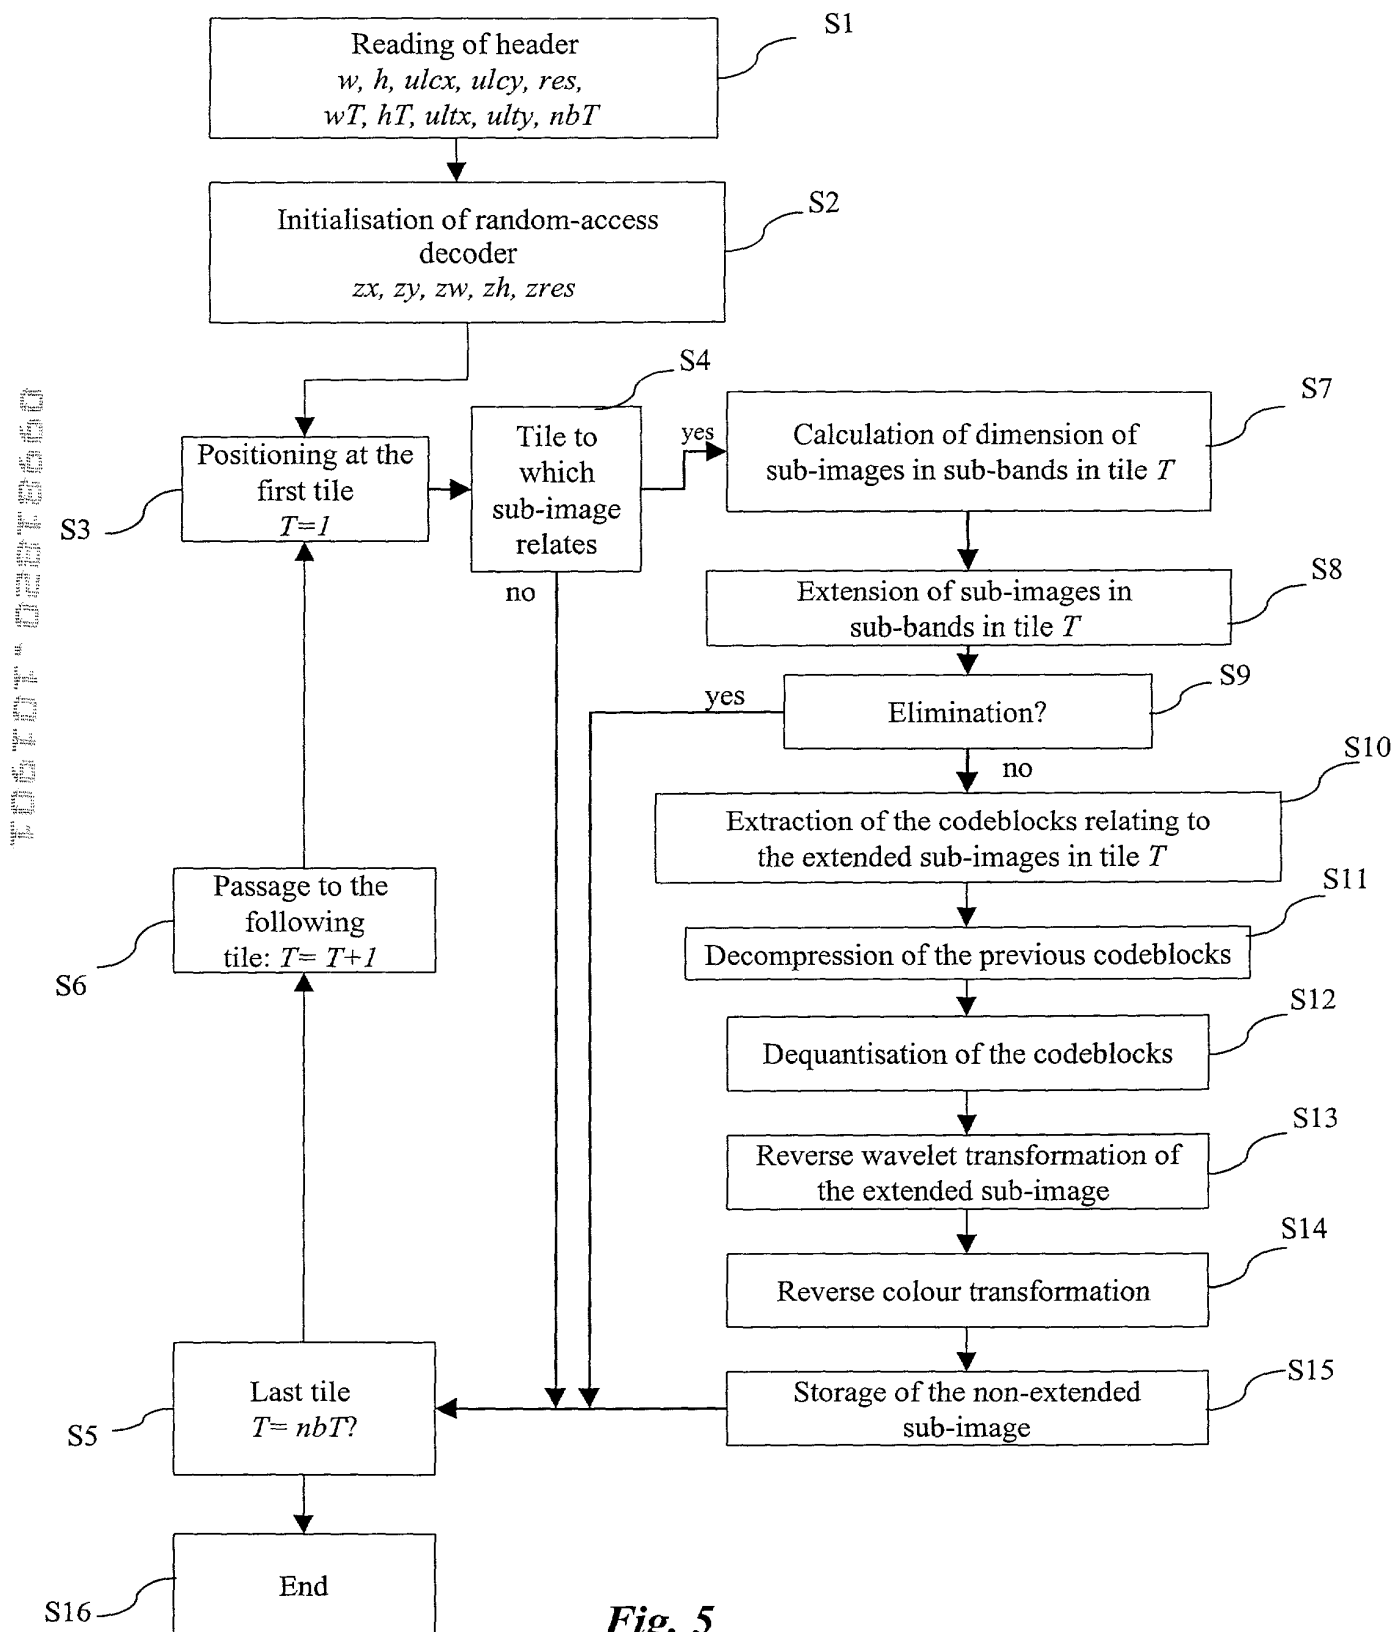 S1
Reading of header
w, h, ulcx, ulcy, res,
wT, hT, ultx, ulty, nbT
S2
Initialisation of random-access
decoder
zx, zy, zw, zh, zres
S4
S7
Positioning at the
first tile
T=1
S3
Tile to
which
sub-image
relates
yes
no
Calculation of dimension of
sub-images in sub-bands in tile T
S8
Extension of sub-images in
sub-bands in tile T
S9
Elimination?
yes
no
S10
Extraction of the codeblocks relating to
the extended sub-images in tile T
S11
Decompression of the previous codeblocks
Passage to the
following
tile: T= T+1
S6
S12
Dequantisation of the codeblocks
S13
Reverse wavelet transformation of
the extended sub-image
S14
Reverse colour transformation
S15
Storage of the non-extended
sub-image
Last tile
T= nbT?
S5
End
S16
Fig. 5